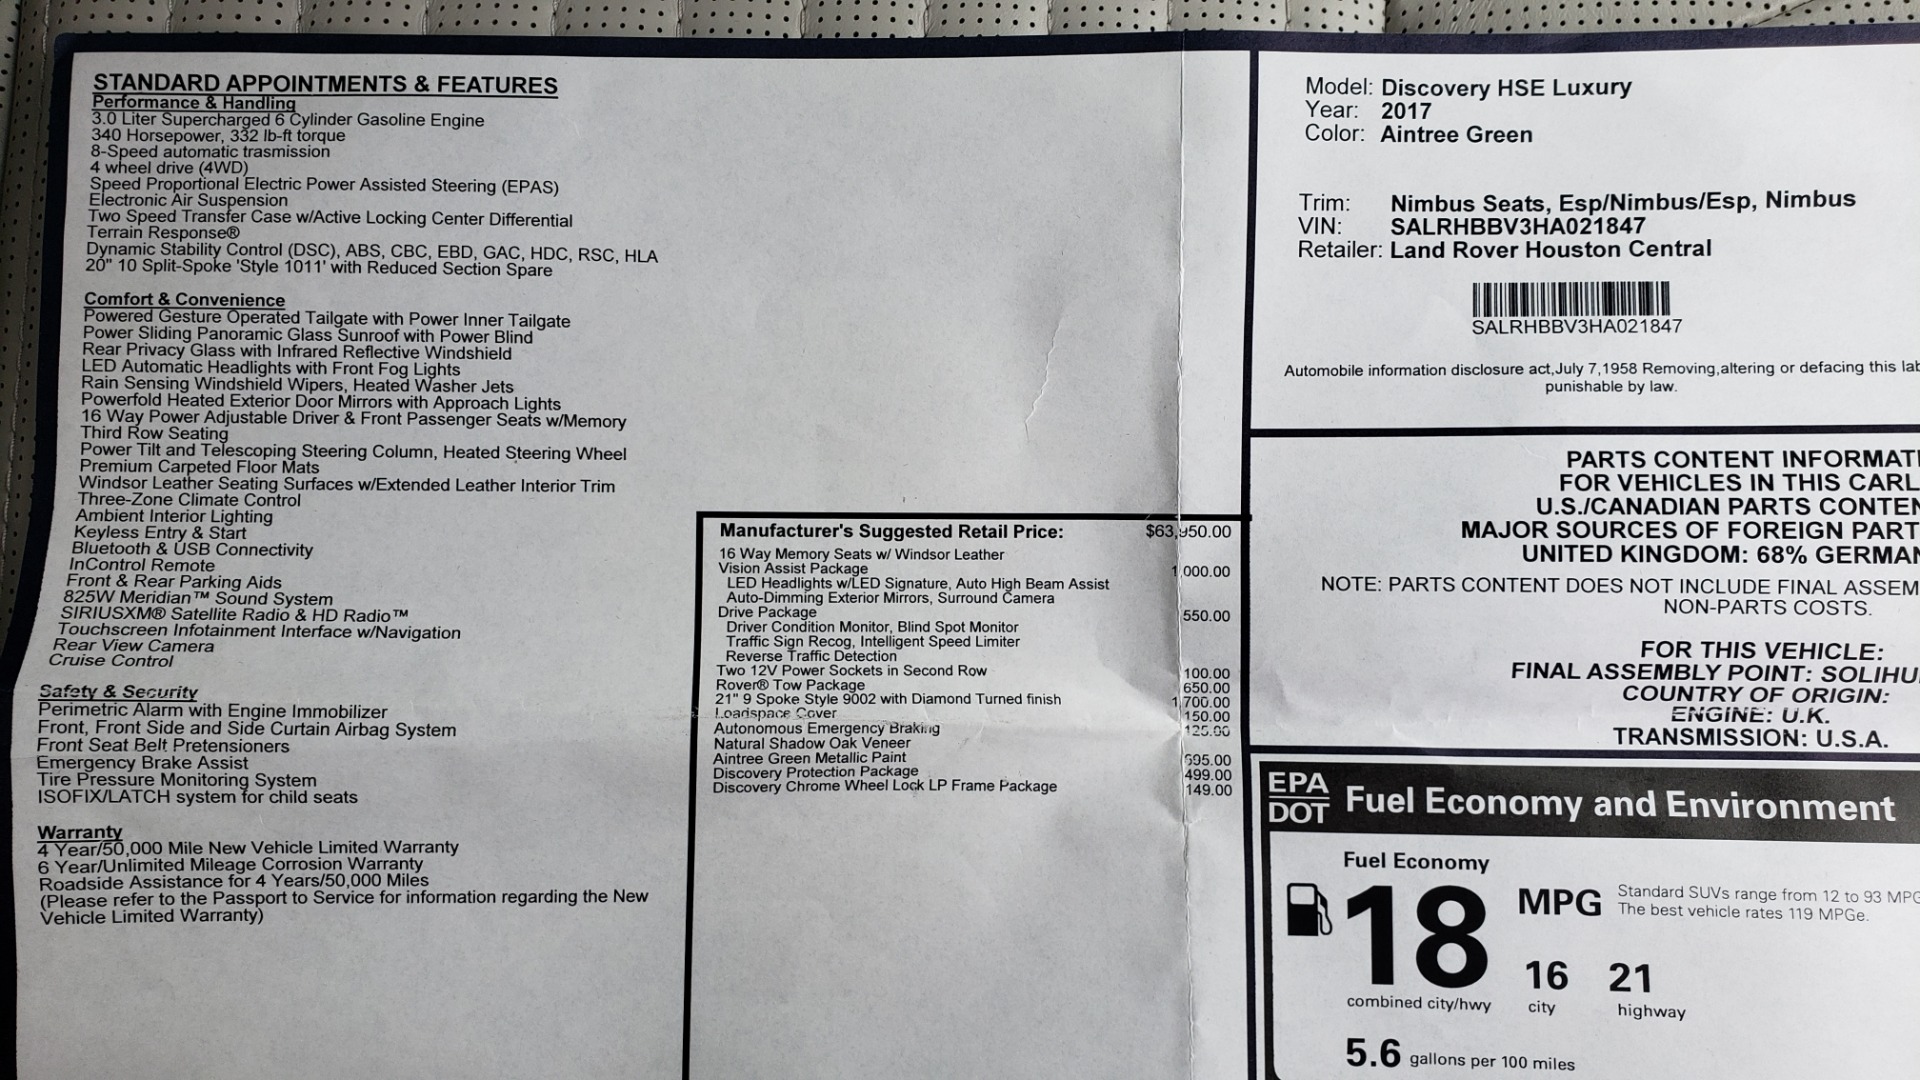 STANDARD APPOINTMENTS & FEATURES
Performance & Handling
3.0 Liter Supercharged 6 Cylinder Gasoline Engine
340 Horsepower, 332 lb-ft torque
8-Speed automatic trasmission
4 wheel drive (4WD)
Speed Proportional Electric Power Assisted Steering (EPAS)
Electronic Air Suspension
Two Speed Transfer Case w/Active Locking Center Differential
Terrain Response®
Dynamic Stability Control (DSC), ABS, CBC, EBD, GAC, HDC, RSC, HLA
20" 10 Split-Spoke 'Style 1011' with Reduced Section Spare
Comfort & Convenience
Powered Gesture Operated Tailgate with Power Inner Tailgate
Power Sliding Panoramic Glass Sunroof with Power Blind
Rear Privacy Glass with Infrared Reflective Windshield
LED Automatic Headlights with Front Fog Lights
Rain Sensing Windshield Wipers, Heated Washer Jets
Powerfold Heated Exterior Door Mirrors with Approach Lights
16 Way Power Adjustable Driver & Front Passenger Seats w/Memory
Third Row Seating
Power Tilt and Telescoping Steering Column, Heated Steering Wheel
Premium Carpeted Floor Mats
Windsor Leather Seating Surfaces w/Extended Leather Interior Trim
Three-Zone Climate Control
Ambient Interior Lighting
Keyless Entry & Start
Bluetooth & USB Connectivity
InControl Remote
Front & Rear Parking Aids
825W Meridian™ Sound System
SIRIUSXM® Satellite Radio & HD Radio™
Touchscreen Infotainment Interface w/Navigation
Rear View Camera
Cruise Control
Safety & Security
Perimetric Alarm with Engine Immobilizer
Front, Front Side and Side Curtain Airbag System
Front Seat Belt Pretensioners
Emergency Brake Assist
Tire Pressure Monitoring System
ISOFIX/LATCH system for child seats
Warranty
4 Year/50,000 Mile New Vehicle Limited Warranty
6 Year/Unlimited Mileage Corrosion Warranty
Roadside Assistance for 4 Years/50,000 Miles
(Please refer to the Passport to Service for information regarding the New
Vehicle Limited Warranty)
Manufacturer's Suggested Retail Price: $63,950.00
16 Way Memory Seats w/ Windsor Leather
Vision Assist Package 1,000.00
LED Headlights w/LED Signature, Auto High Beam Assist
Auto-Dimming Exterior Mirrors, Surround Camera
Drive Package 550.00
Driver Condition Monitor, Blind Spot Monitor
Traffic Sign Recog, Intelligent Speed Limiter
Reverse Traffic Detection
Two 12V Power Sockets in Second Row 100.00
Rover® Tow Package 650.00
21" 9 Spoke Style 9002 with Diamond Turned finish 1,700.00
Loadspace Cover 150.00
Autonomous Emergency Braking 125.00
Natural Shadow Oak Veneer
Aintree Green Metallic Paint 595.00
Discovery Protection Package 499.00
Discovery Chrome Wheel Lock LP Frame Package 149.00
Model: Discovery HSE Luxury
Year: 2017
Color: Aintree Green
Trim: Nimbus Seats, Esp/Nimbus/Esp, Nimbus
VIN: SALRHBBV3HA021847
Retailer: Land Rover Houston Central
SALRHBBV3HA021847
Automobile information disclosure act,July 7,1958 Removing,altering or defacing this
punishable by law.
PARTS CONTENT
FOR VEHICLES IN THIS
U.S./CANADIAN PARTS
MAJOR SOURCES OF FOREIGN
UNITED KINGDOM: 68%
NOTE: PARTS CONTENT DOES NOT INCLUDE FINAL
NON-PARTS COSTS.
FOR THIS VEHICLE:
FINAL ASSEMBLY POINT:
COUNTRY OF ORIGIN:
ENGINE: U.K.
TRANSMISSION: U.S.A.
EPA
DOT
Fuel Economy and Environment
Fuel Economy
18 MPG
Standard SUVs range from 12 to 93
The best vehicle rates 119 MPGe.
16 21
combined city/hwy city highway
5.6 gallons per 100 miles